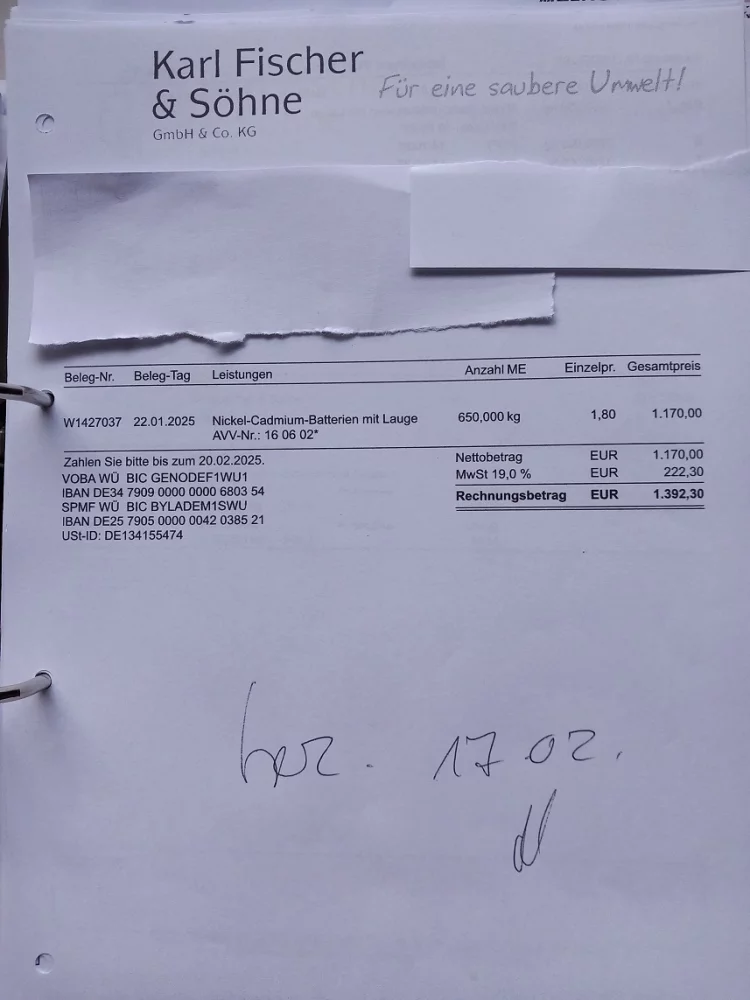 Karl Fischer
& Söhne
GmbH & Co. KG
Für eine saubere Umwelt!
Beleg-Nr. Beleg-Tag Leistungen Anzahl ME Einzelpr. Gesamtpreis
W1427037 22.01.2025 Nickel-Cadmium-Batterien mit Lauge 650,000 kg 1,80 1.170,00
AVV-Nr.: 16 06 02*
Zahlen Sie bitte bis zum 20.02.2025.
VOBA WÜ BIC GENODEF1WU1
IBAN DE34 7909 0000 0000 6803 54
SPMF WÜ BIC BYLADEM1SWU
IBAN DE25 7905 0000 0042 0385 21
USt-ID: DE134155474
Nettobetrag EUR 1.170,00
MwSt 19,0 % EUR 222,30
Rechnungsbetrag EUR 1.392,30
bez. 17.02.